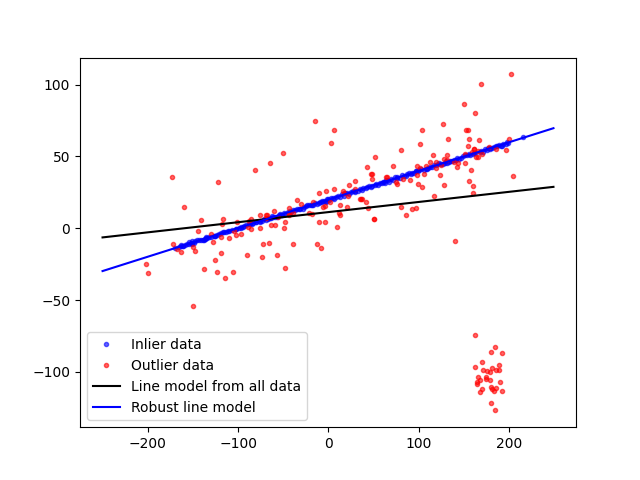 100
50
0
−50
−100
Inlier data
Outlier data
Line model from all data
Robust line model
−200
−100
0
100
200